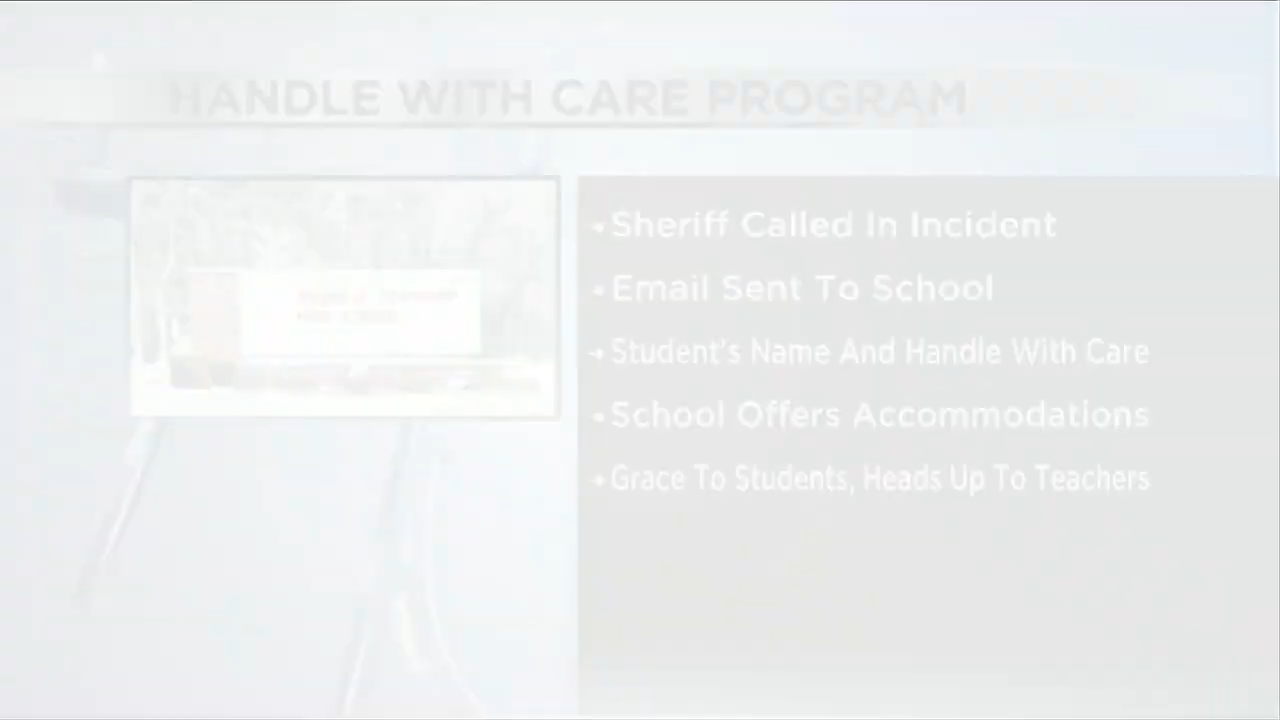 HANDLE WITH CARE PROGRAM
• Sheriff Called In Incident
• Email Sent To School
• Student's Name And Handle With Care
• School Offers Accommodations
• Grace To Students, Heads Up To Teachers